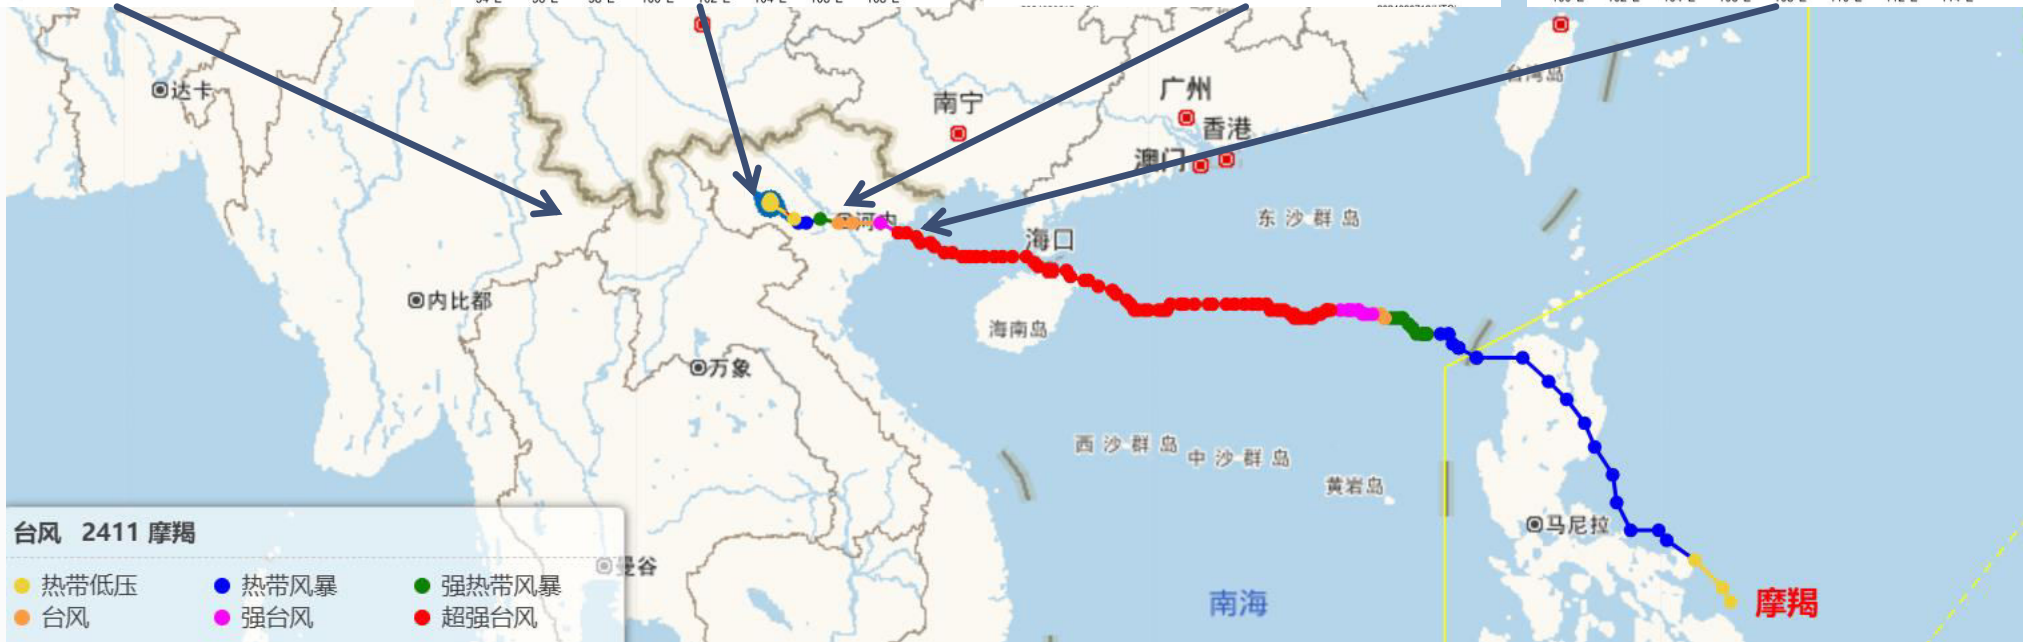 达卡
台湾岛
广州
南宁
香港
澳门
河内
东沙群岛
海口
内比都
海南岛
万象
西沙群岛
中沙群岛
黄岩岛
马尼拉
曼谷
南海
摩羯
台风 2411 摩羯
热带低压 热带风暴 强热带风暴
台风 强台风 超强台风